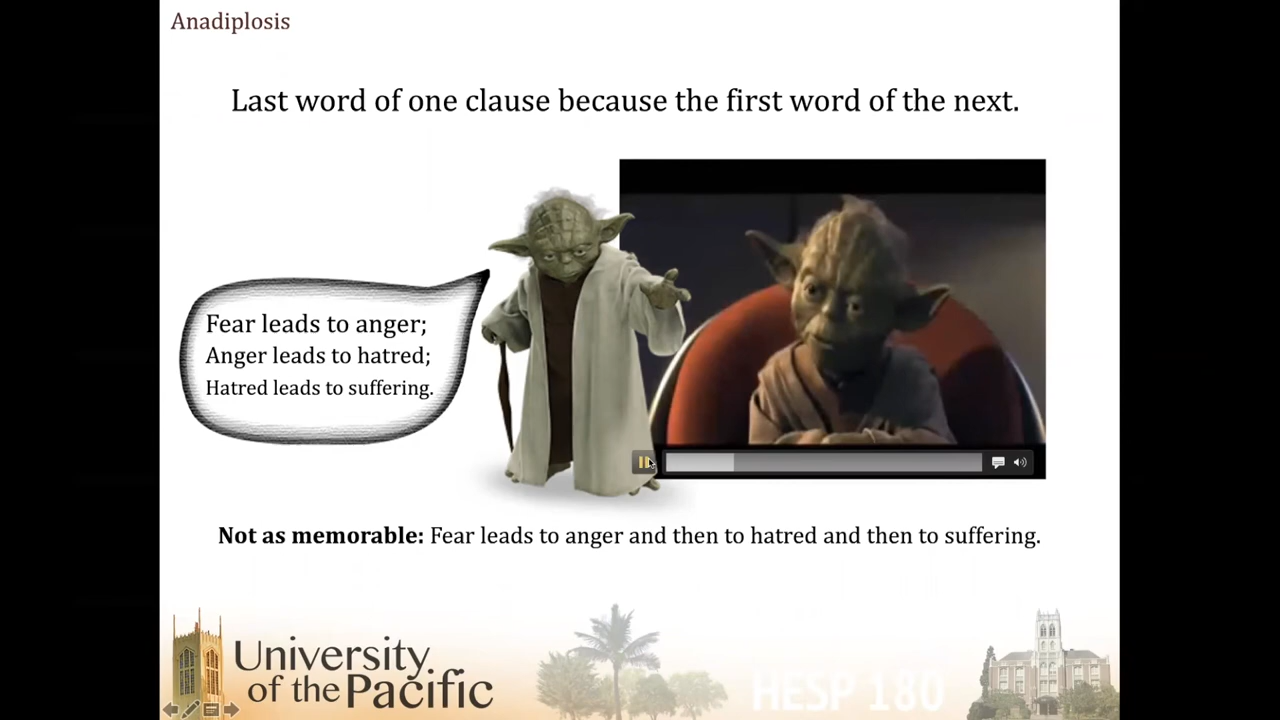 Anadiplosis
Last word of one clause because the first word of the next.
Fear leads to anger;
Anger leads to hatred;
Hatred leads to suffering.
Not as memorable: Fear leads to anger and then to hatred and then to suffering.
University
of the Pacific
HESP 180